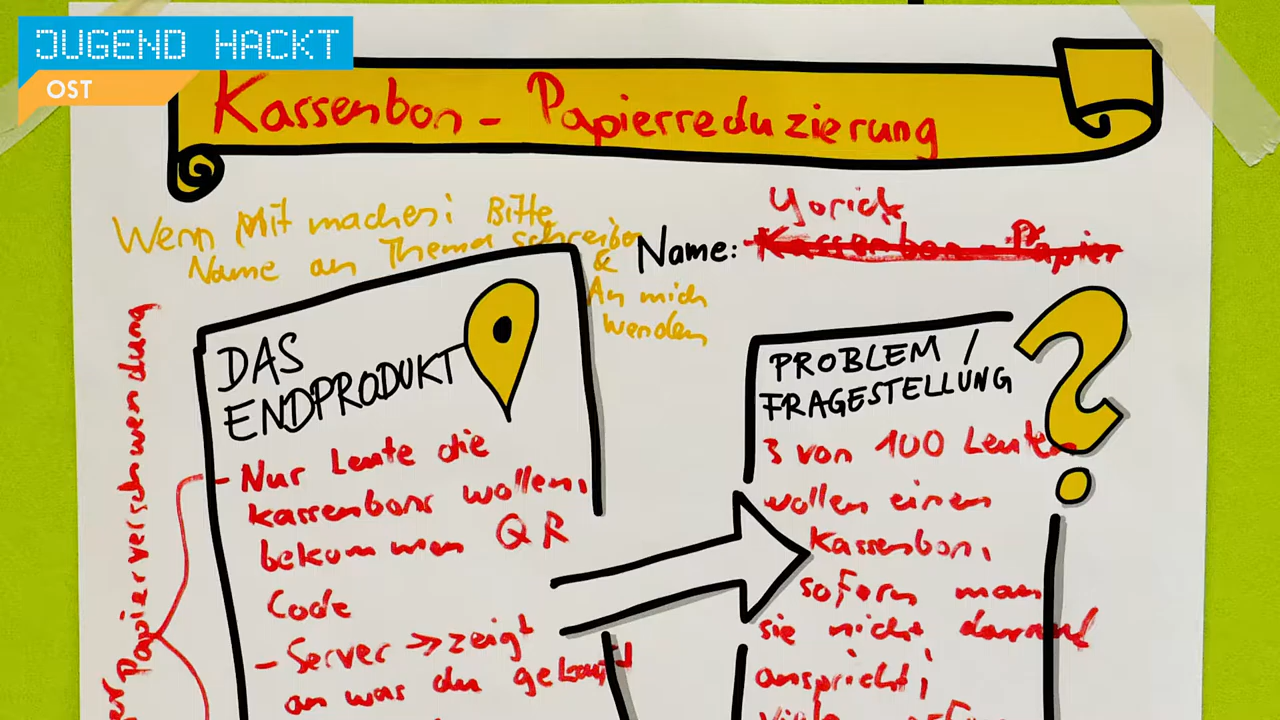 JUGEND HACKT
OST
Kassenbon - Papierreduzierung
Wenn Mit machen: Bitte
Name an Thema schreiben
&
An mich
wenden
Name: Yorick
Kassenbon-Papier
DAS
ENDPRODUKT
- Nur Leute die
Kassenbons wollen,
bekommen QR
Code
- Server >> zeigt
an was du gekauft
PROBLEM /
FRAGESTELLUNG
3 von 100 Leuten
wollen einen
Kassenbon,
sofern man
sie nicht darauf
anspricht;
Papierverschwendung